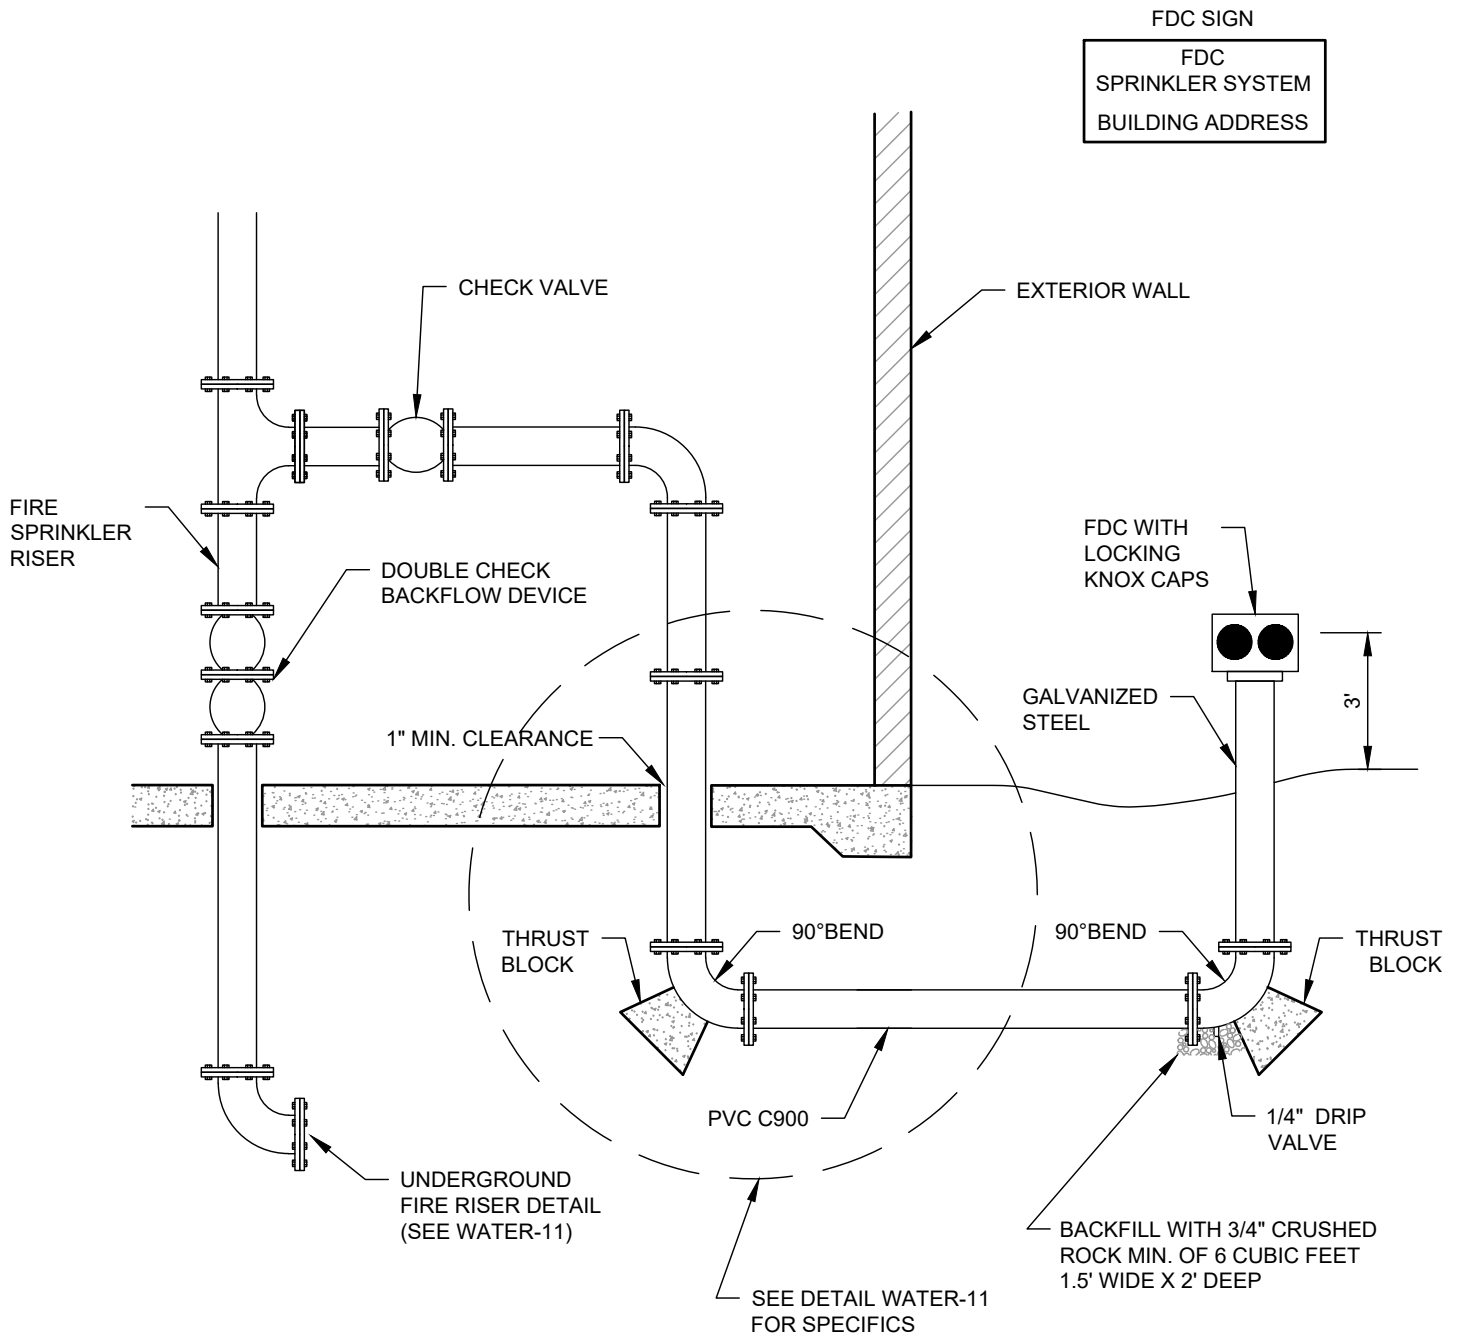 FDC SIGN
FDC
SPRINKLER SYSTEM
BUILDING ADDRESS
CHECK VALVE
EXTERIOR WALL
FIRE
SPRINKLER
RISER
DOUBLE CHECK
BACKFLOW DEVICE
FDC WITH
LOCKING
KNOX CAPS
GALVANIZED
STEEL
3'
1" MIN. CLEARANCE
THRUST
BLOCK
90°BEND
90°BEND
THRUST
BLOCK
PVC C900
1/4" DRIP
VALVE
UNDERGROUND
FIRE RISER DETAIL
(SEE WATER-11)
BACKFILL WITH 3/4" CRUSHED
ROCK MIN. OF 6 CUBIC FEET
1.5' WIDE X 2' DEEP
SEE DETAIL WATER-11
FOR SPECIFICS